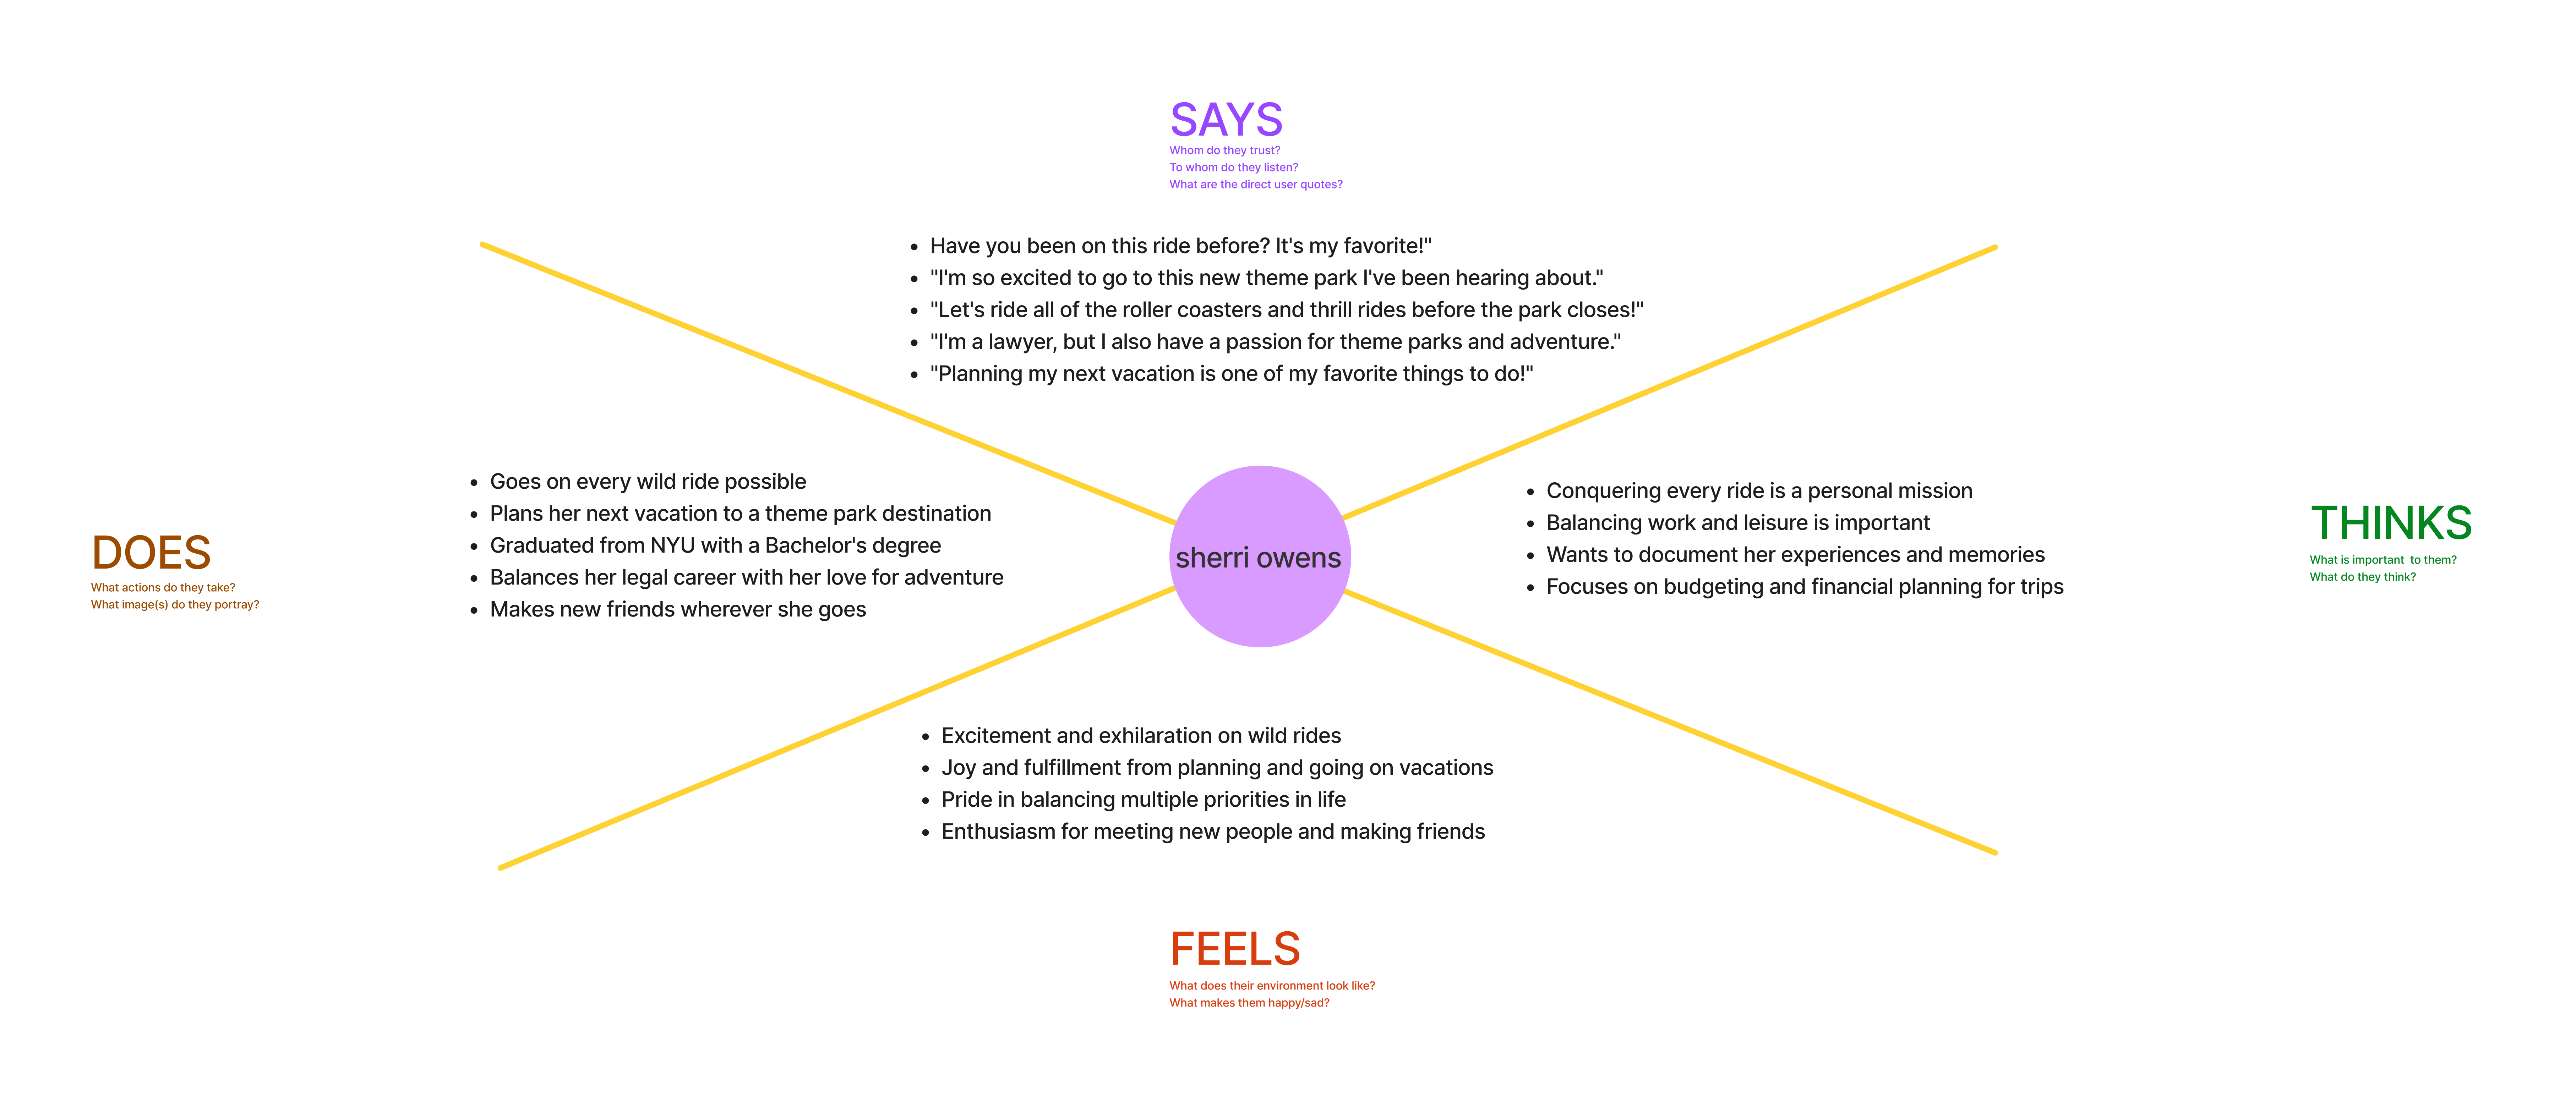 SAYS
Whom do they trust?
To whom do they listen?
What are the direct user quotes?
• Have you been on this ride before? It's my favorite!"
• "I'm so excited to go to this new theme park I've been hearing about."
• "Let's ride all of the roller coasters and thrill rides before the park closes!"
• "I'm a lawyer, but I also have a passion for theme parks and adventure."
• "Planning my next vacation is one of my favorite things to do!"
DOES
What actions do they take?
What image(s) do they portray?
• Goes on every wild ride possible
• Plans her next vacation to a theme park destination
• Graduated from NYU with a Bachelor's degree
• Balances her legal career with her love for adventure
• Makes new friends wherever she goes
sherri owens
• Conquering every ride is a personal mission
• Balancing work and leisure is important
• Wants to document her experiences and memories
• Focuses on budgeting and financial planning for trips
THINKS
What is important  to them?
What do they think?
• Excitement and exhilaration on wild rides
• Joy and fulfillment from planning and going on vacations
• Pride in balancing multiple priorities in life
• Enthusiasm for meeting new people and making friends
FEELS
What does their environment look like?
What makes them happy/sad?